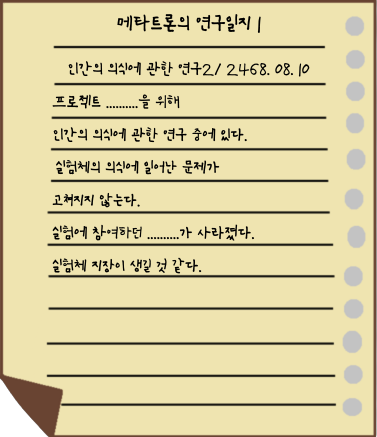 메타트론의 연구일지 1
인간의 의식에 관한 연구2/ 2468. 08. 10
프로젝트 ..........을 위해
인간의 의식에 관한 연구 중에 있다.
실험체의 의식에 일어난 문제가
고쳐지지 않는다.
실험에 참여하던 ..........가 사라졌다.
실험체 지장이 생길 것 같다.